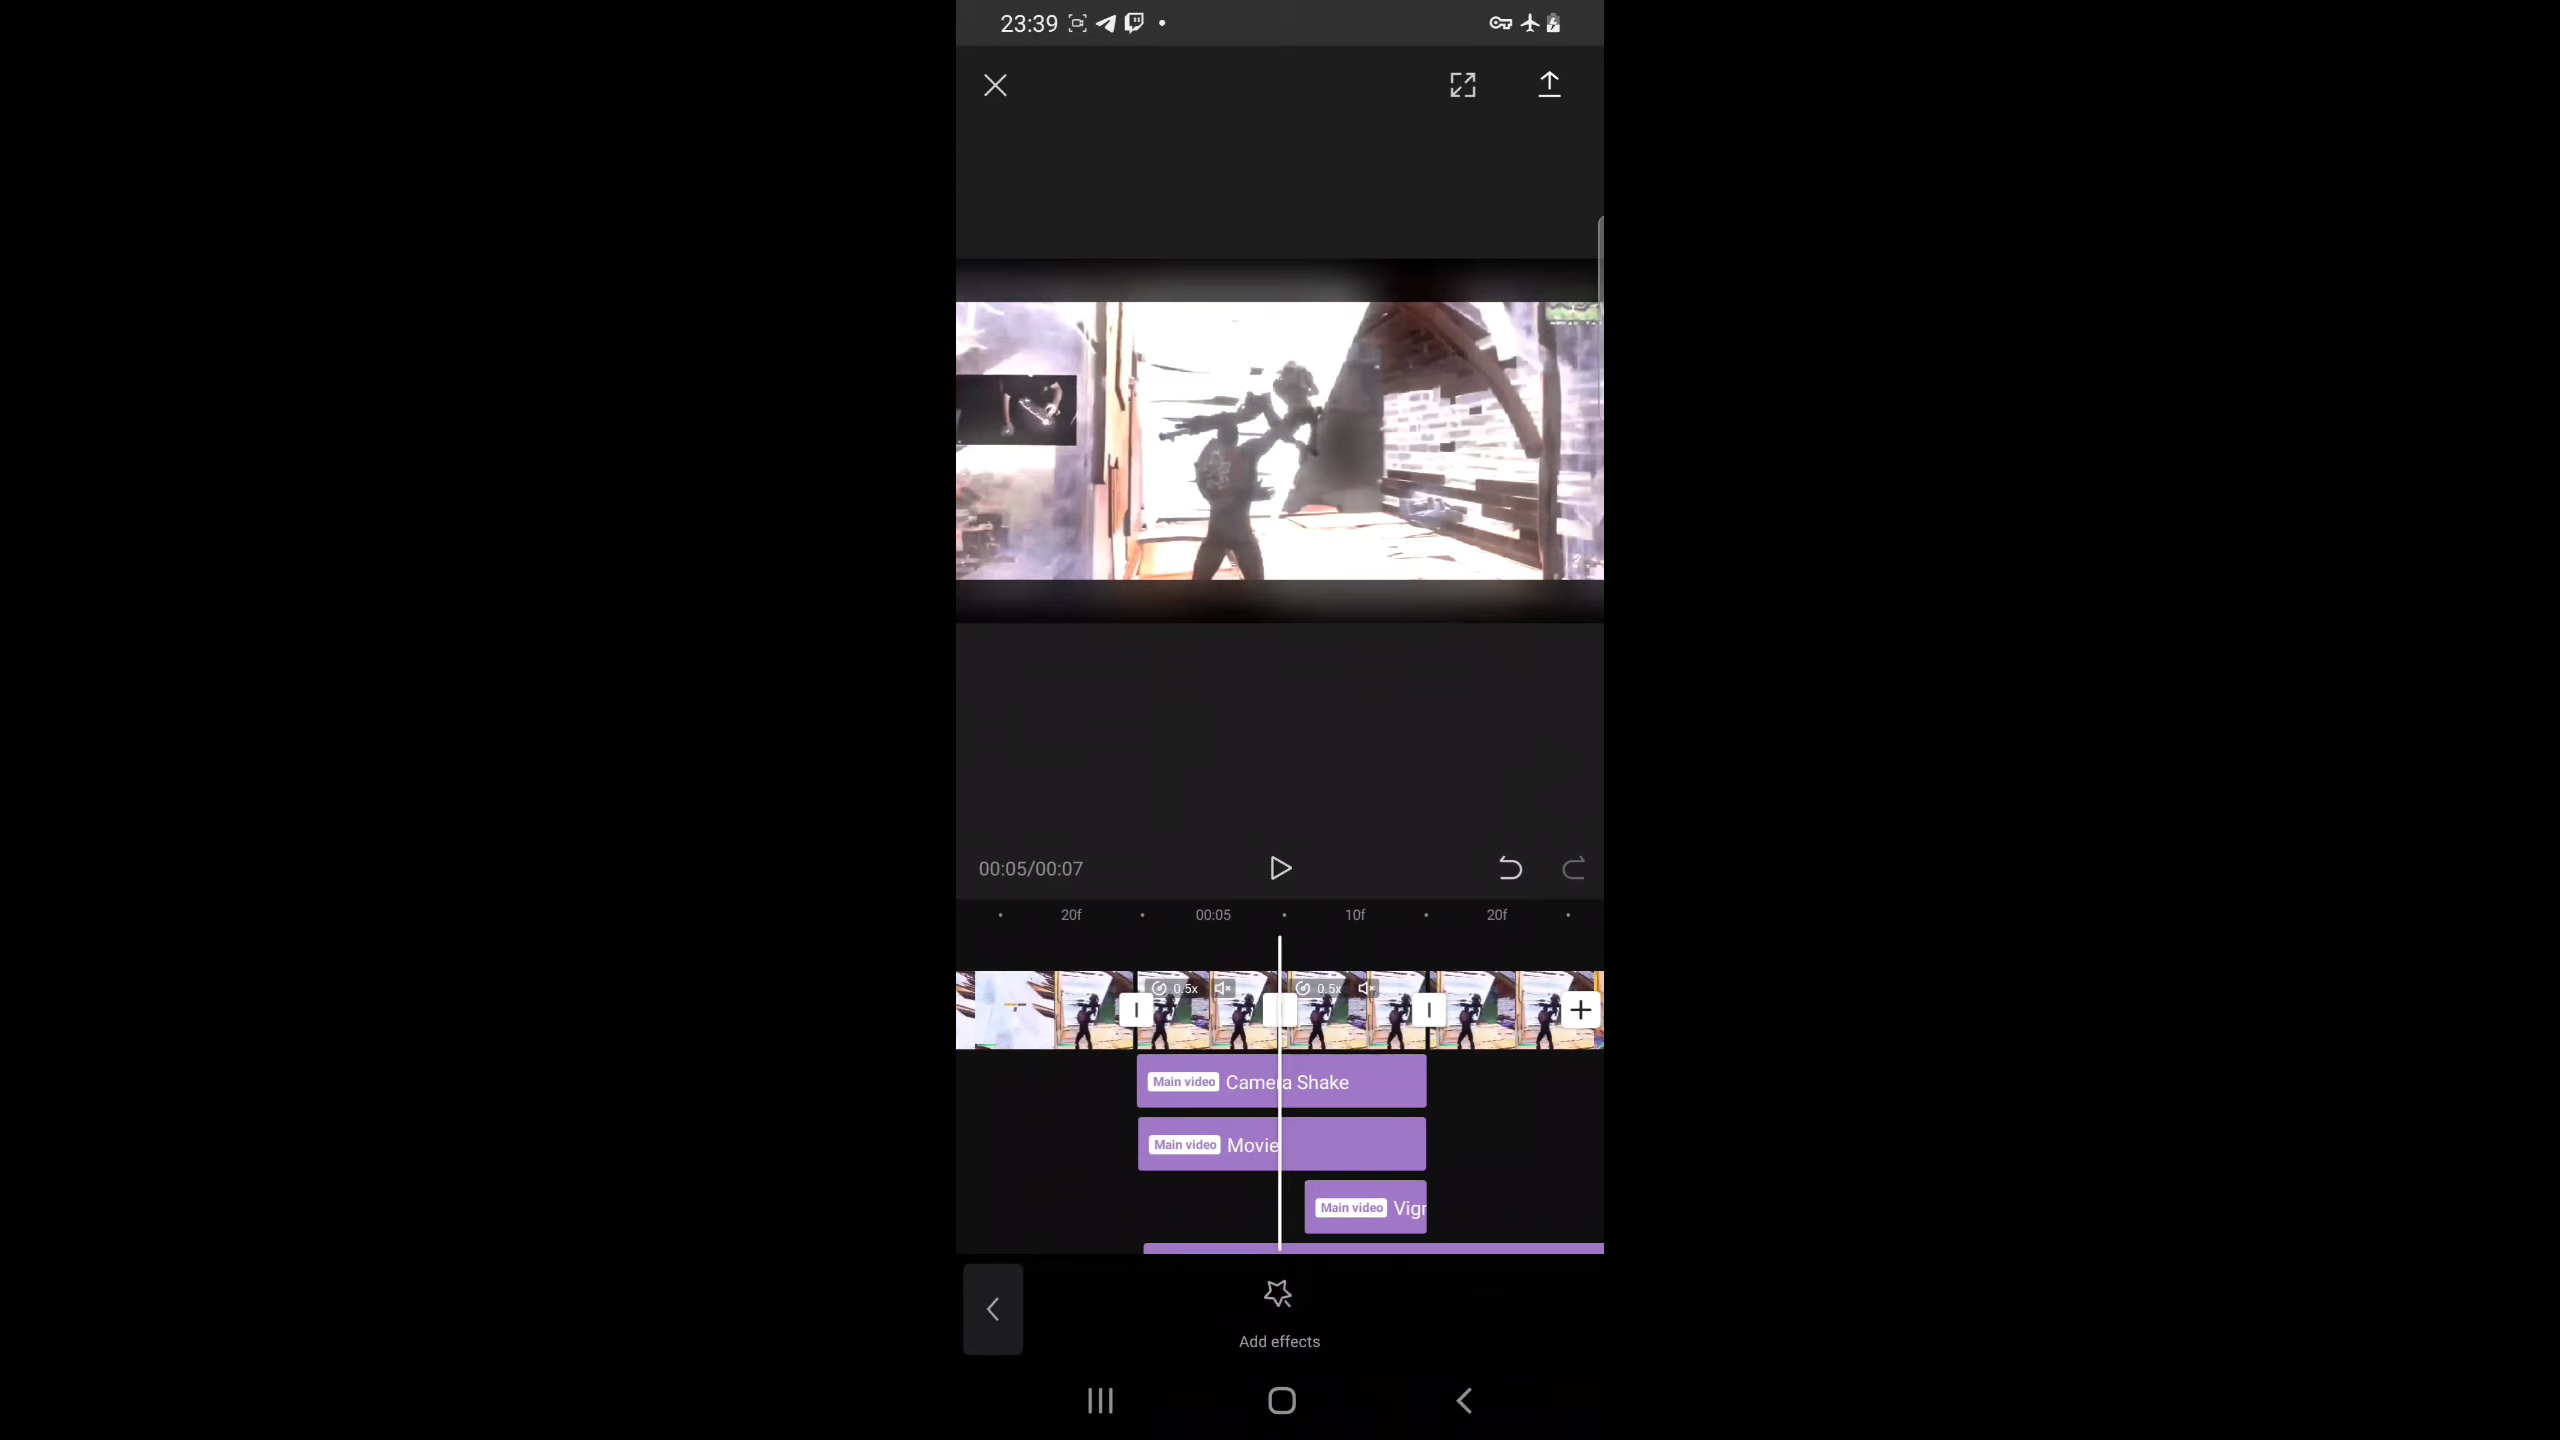 23:39
00:05/00:07
20f 00:05 10f 20f
0.5x 0.5x
Main video Camera Shake
Main video Movie
Main video Vig
Add effects